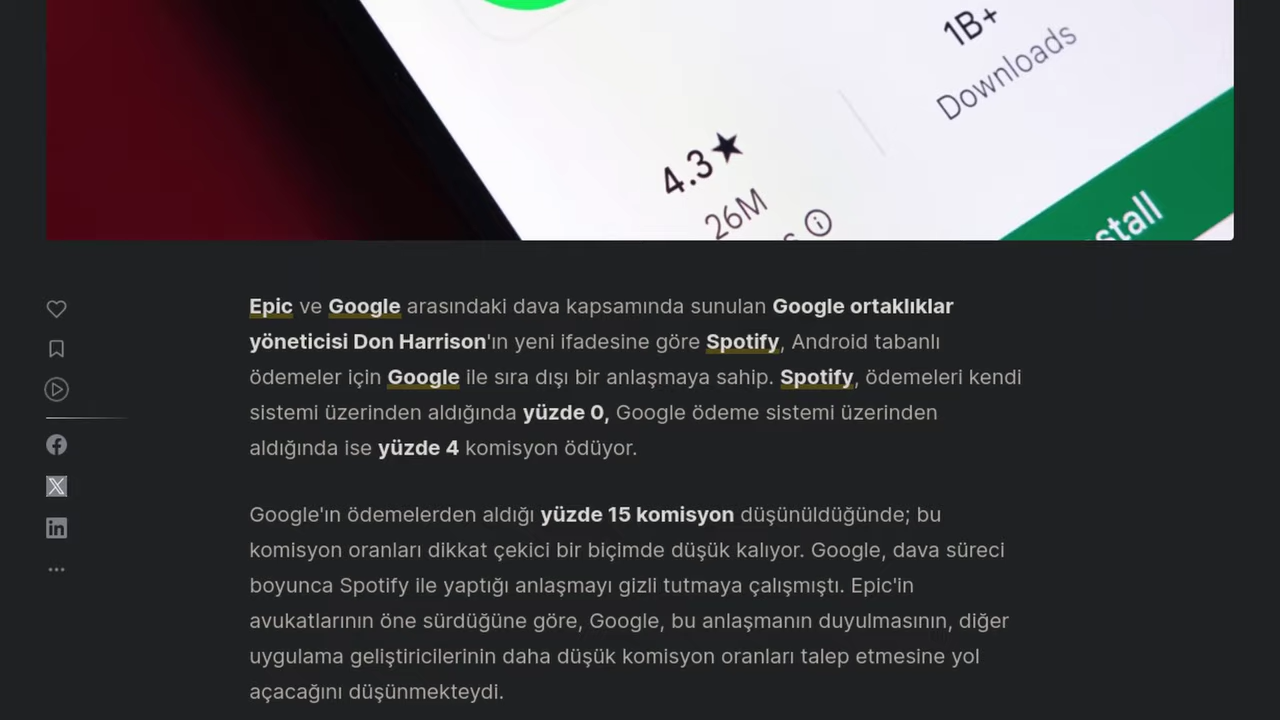 1B+
Downloads
4.3★
26M
stall
Epic ve Google arasındaki dava kapsamında sunulan Google ortaklıklar
yöneticisi Don Harrison'ın yeni ifadesine göre Spotify, Android tabanlı
ödemeler için Google ile sıra dışı bir anlaşmaya sahip. Spotify, ödemeleri kendi
sistemi üzerinden aldığında yüzde 0, Google ödeme sistemi üzerinden
aldığında ise yüzde 4 komisyon ödüyor.
Google'ın ödemelerden aldığı yüzde 15 komisyon düşünüldüğünde; bu
komisyon oranları dikkat çekici bir biçimde düşük kalıyor. Google, dava süreci
boyunca Spotify ile yaptığı anlaşmayı gizli tutmaya çalışmıştı. Epic'in
avukatlarının öne sürdüğüne göre, Google, bu anlaşmanın duyulmasının, diğer
uygulama geliştiricilerinin daha düşük komisyon oranları talep etmesine yol
açacağını düşünmekteydi.